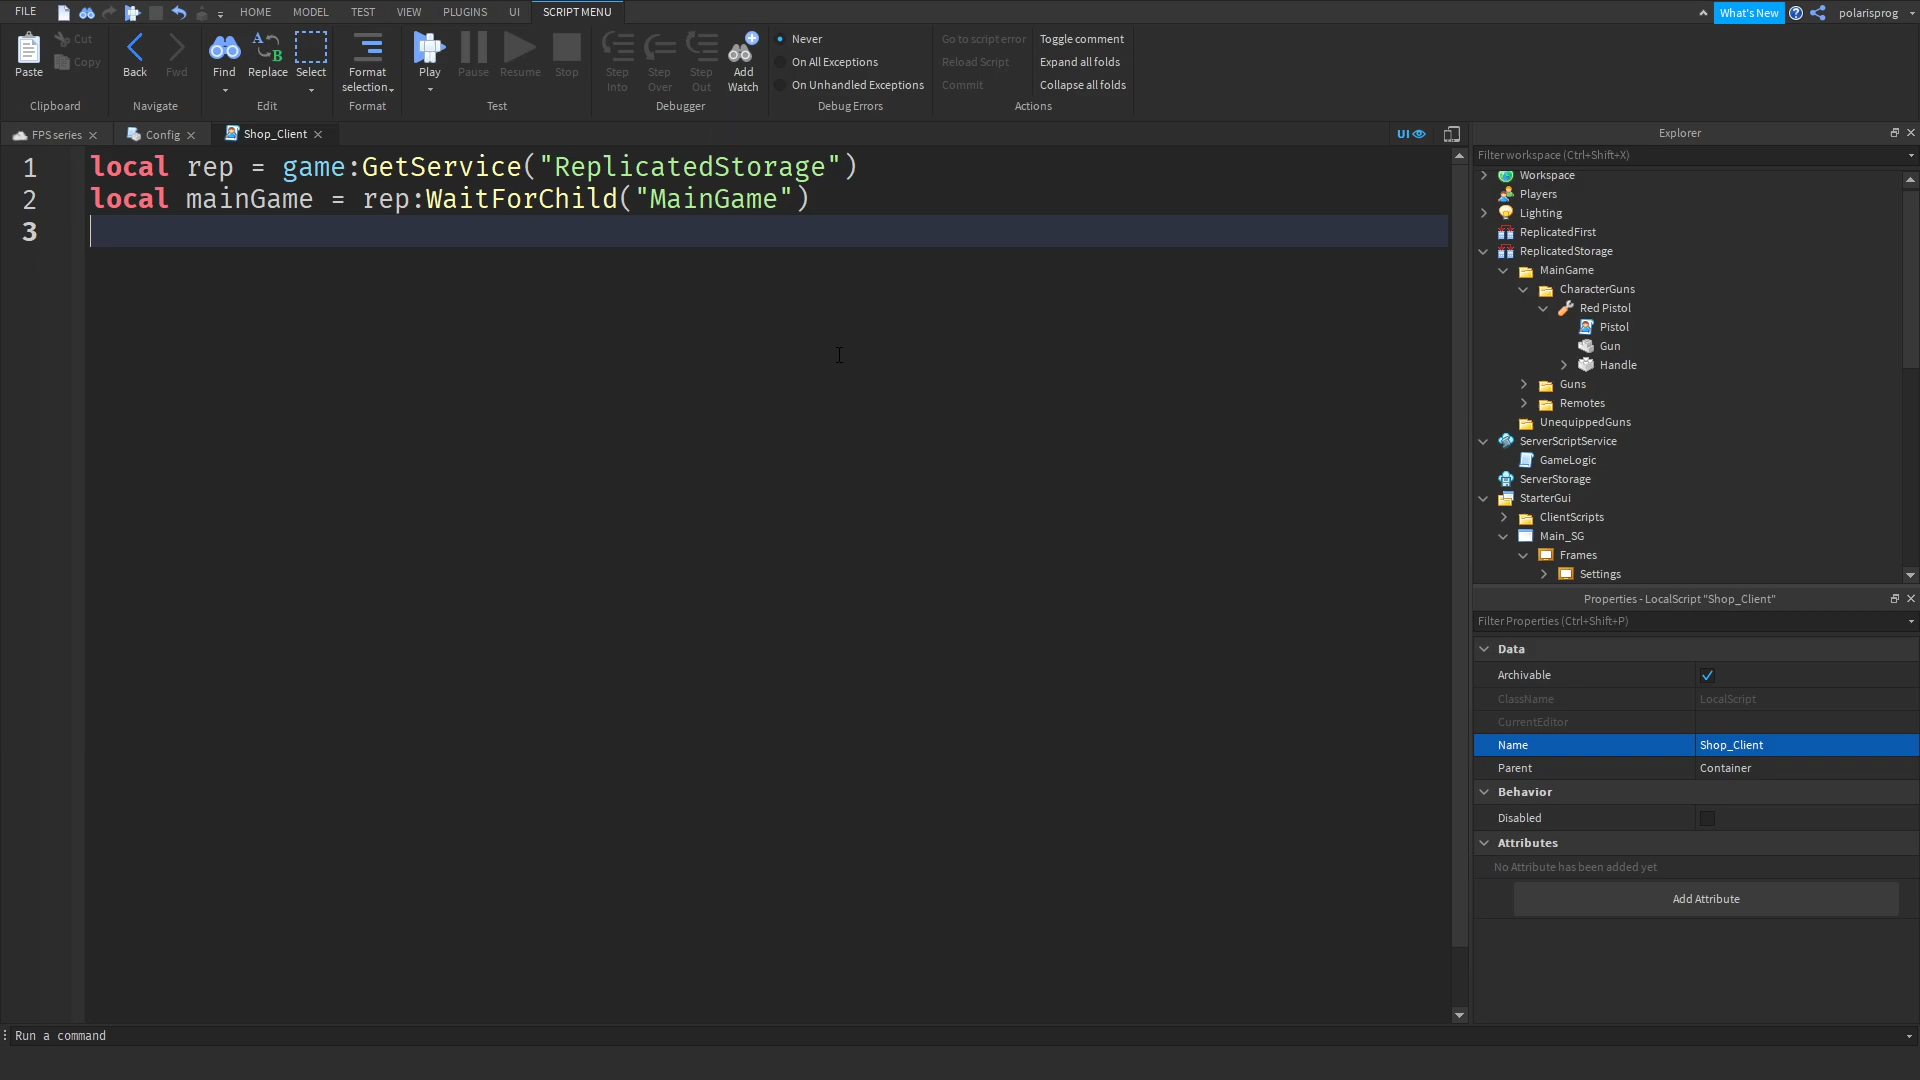 FILE
HOME
MODEL
TEST
VIEW
PLUGINS
UI
SCRIPT MENU
What's New
polarisprog
Paste
Cut
Copy
Clipboard
Back
Fwd
Navigate
Find
Replace
Select
Edit
Format
selection
Format
Play
Pause
Resume
Stop
Test
Step
Into
Step
Over
Step
Out
Add
Watch
Debugger
Never
On All Exceptions
On Unhandled Exceptions
Debug Errors
Go to script error
Reload Script
Commit
Toggle comment
Expand all folds
Collapse all folds
Actions
FPS series
Config
Shop_Client
UI
1 local rep = game:GetService("ReplicatedStorage")
2 local mainGame = rep:WaitForChild("MainGame")
3
Explorer
Filter workspace (Ctrl+Shift+X)
Workspace
Players
Lighting
ReplicatedFirst
ReplicatedStorage
MainGame
CharacterGuns
Red Pistol
Pistol
Gun
Handle
Guns
Remotes
UnequippedGuns
ServerScriptService
GameLogic
ServerStorage
StarterGui
ClientScripts
Main_SG
Frames
Settings
Properties - LocalScript "Shop_Client"
Filter Properties (Ctrl+Shift+P)
Data
Archivable
ClassName LocalScript
CurrentEditor
Name Shop_Client
Parent Container
Behavior
Disabled
Attributes
No Attribute has been added yet
Add Attribute
Run a command